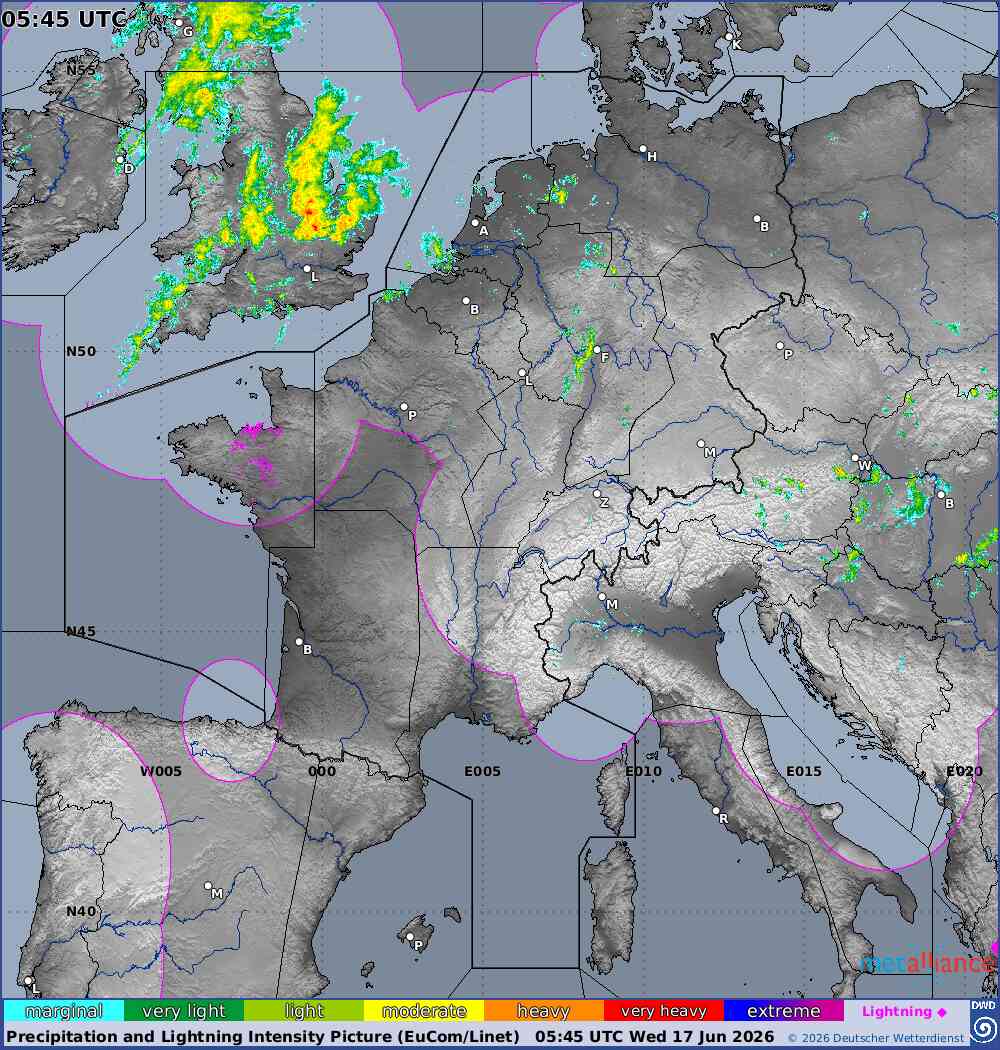 05:45 UTC
G
K
N55
H
D
A
B
L
B
N50
P
F
L
P
M
W
B
Z
M
N45
B
W005
000
E005
E010
E015
E020
R
M
N40
P
L
metalliance
marginal
very light
light
moderate
heavy
very heavy
extreme
Lightning ◆
DWD
Precipitation and Lightning Intensity Picture (EuCom/Linet) 05:45 UTC Wed 17 Jun 2026 © 2026 Deutscher Wetterdienst